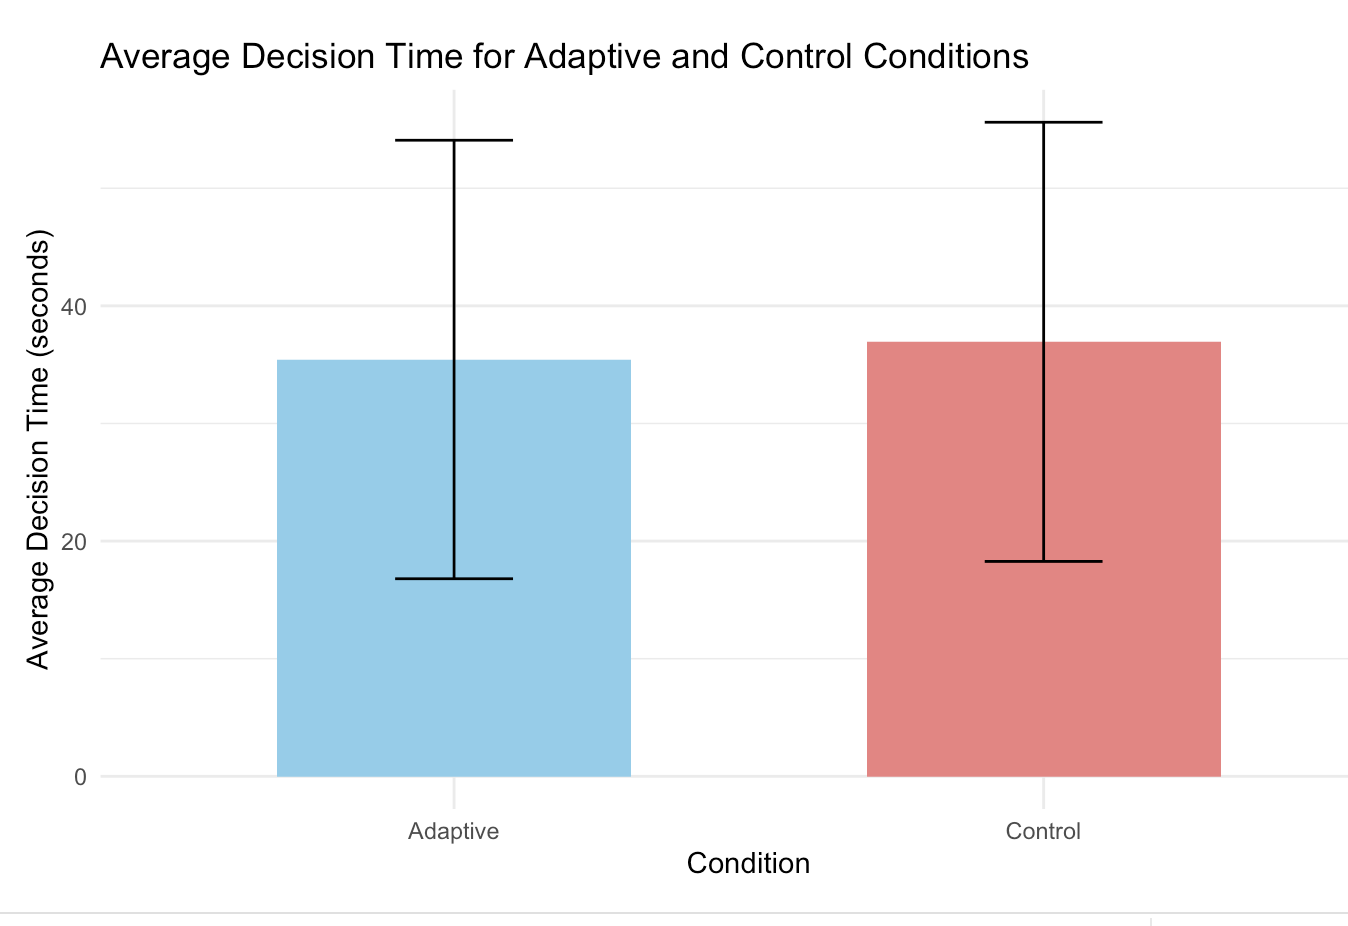 Average Decision Time for Adaptive and Control Conditions
Average Decision Time (seconds)
40
20
0
Adaptive
Control
Condition